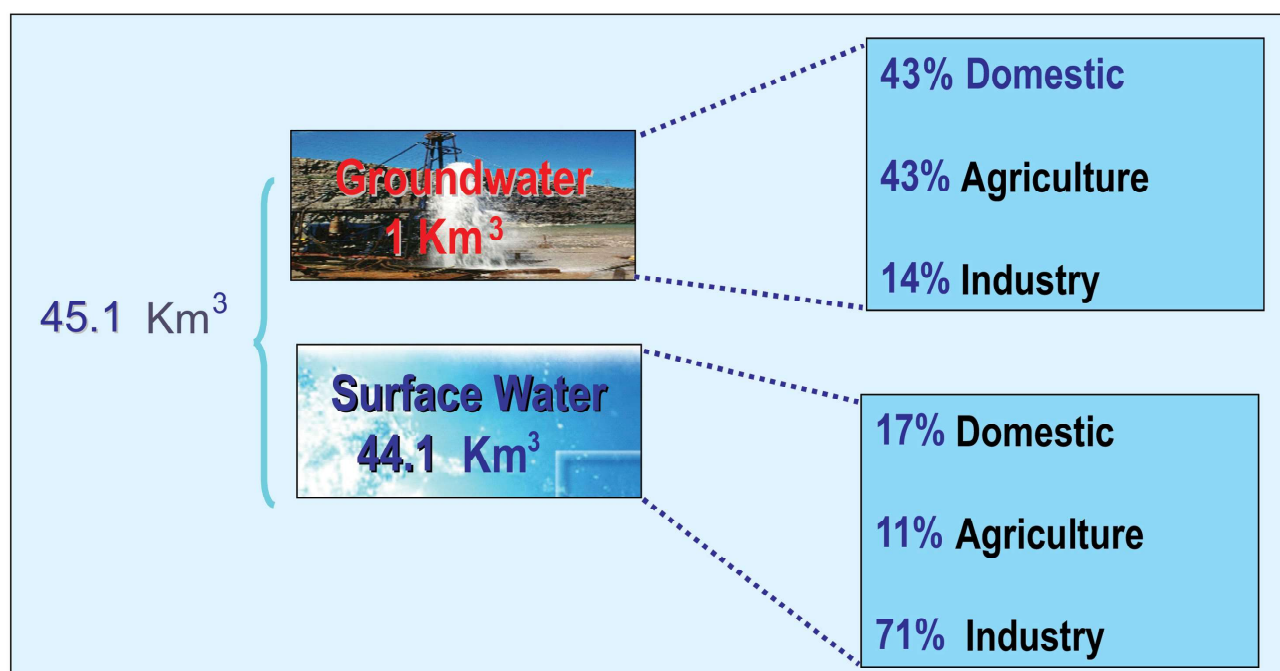 45.1 Km³
Groundwater
1 Km³
43% Domestic
43% Agriculture
14% Industry
Surface Water
44.1 Km³
17% Domestic
11% Agriculture
71% Industry